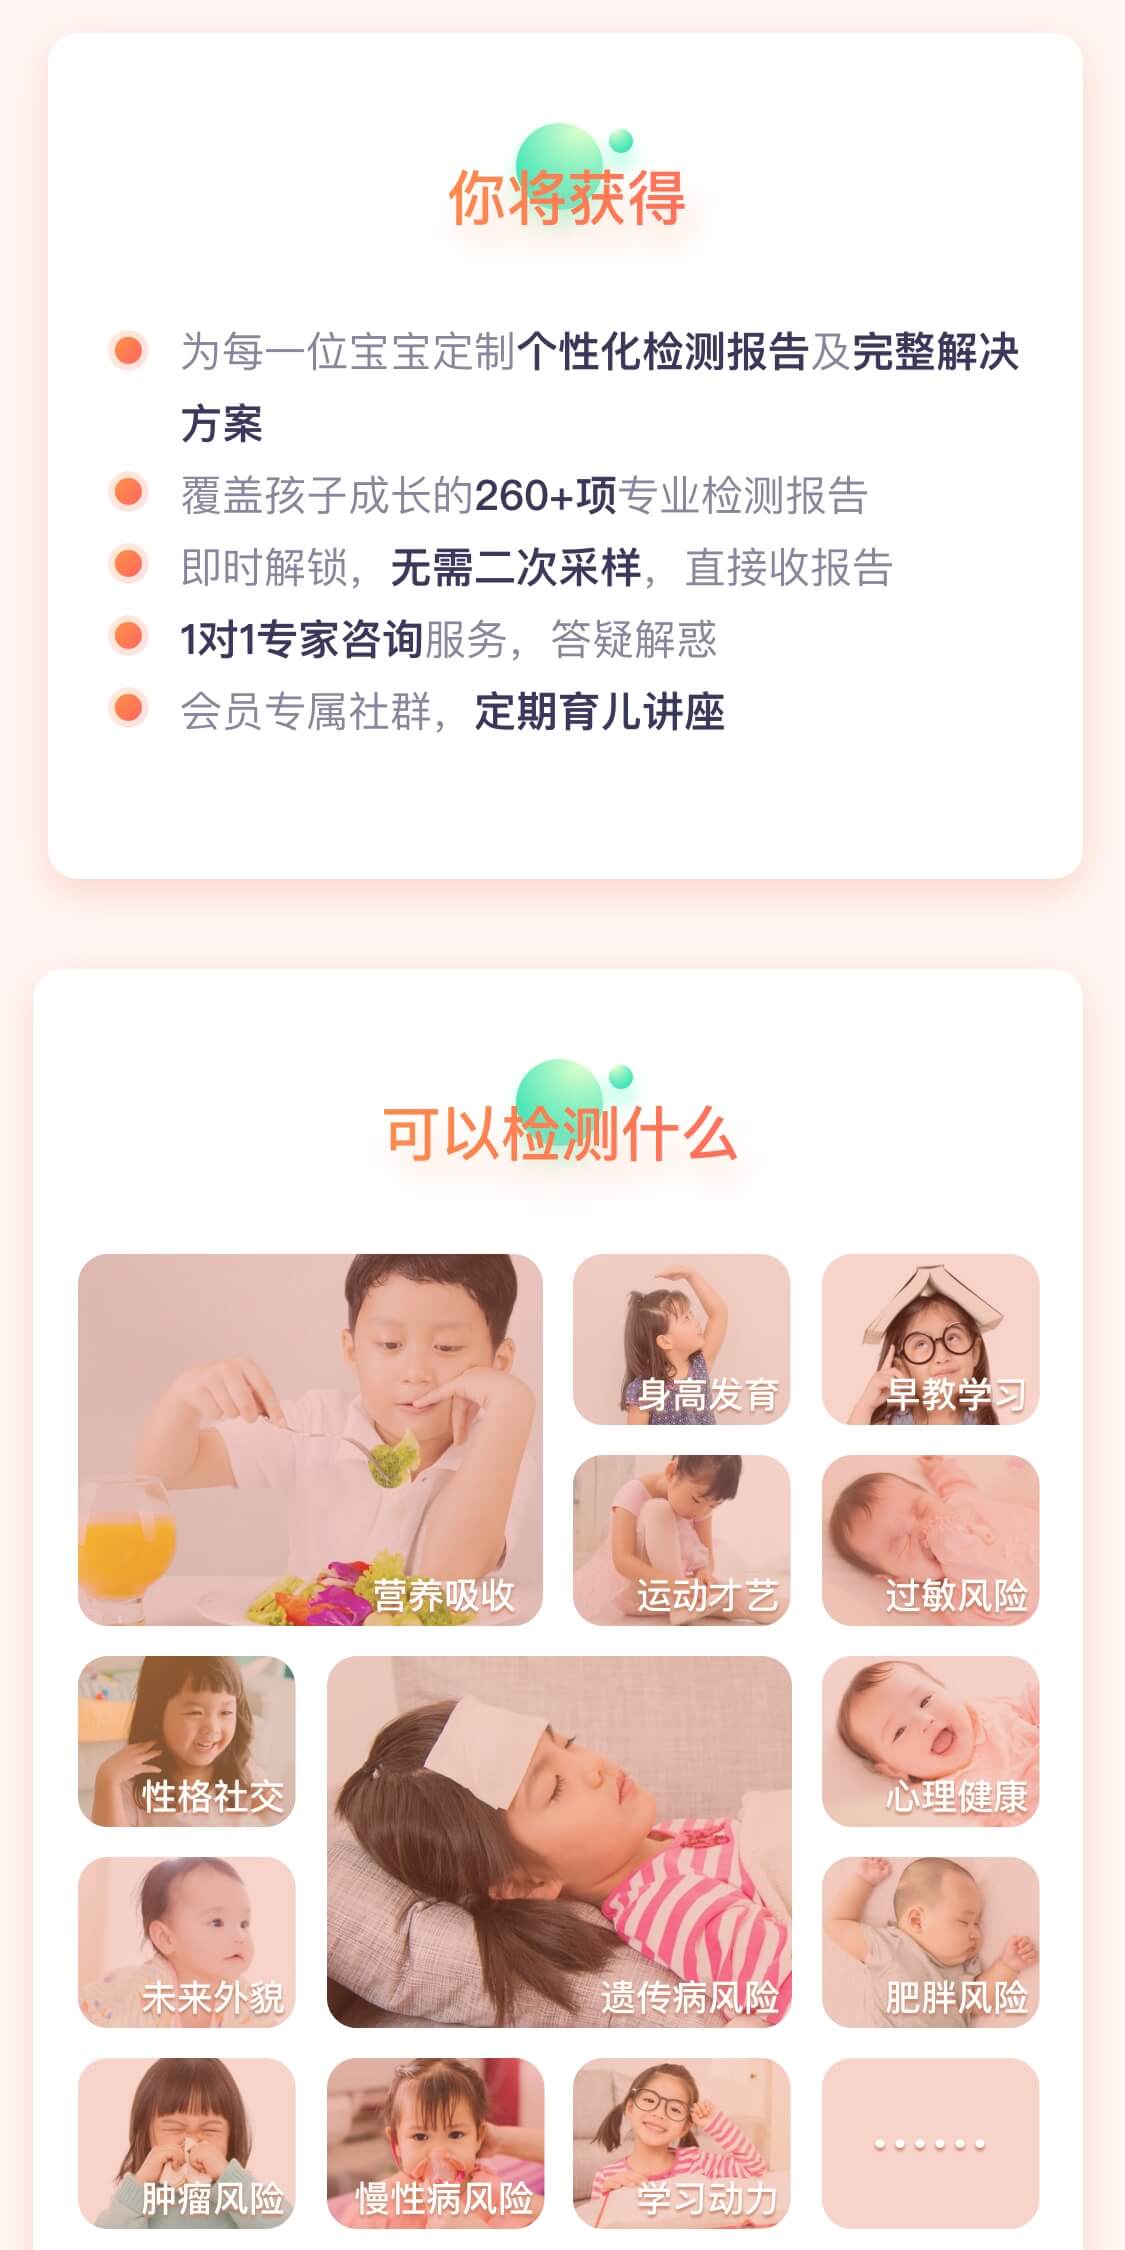 你将获得
为每一位宝宝定制个性化检测报告及完整解决
方案
覆盖孩子成长的260+项专业检测报告
即时解锁，无需二次采样，直接收报告
1对1专家咨询服务，答疑解惑
会员专属社群，定期育儿讲座
可以检测什么
身高发育
早教学习
营养吸收
运动才艺
过敏风险
性格社交
心理健康
未来外貌
遗传病风险
肥胖风险
肿瘤风险
慢性病风险
学习动力
······